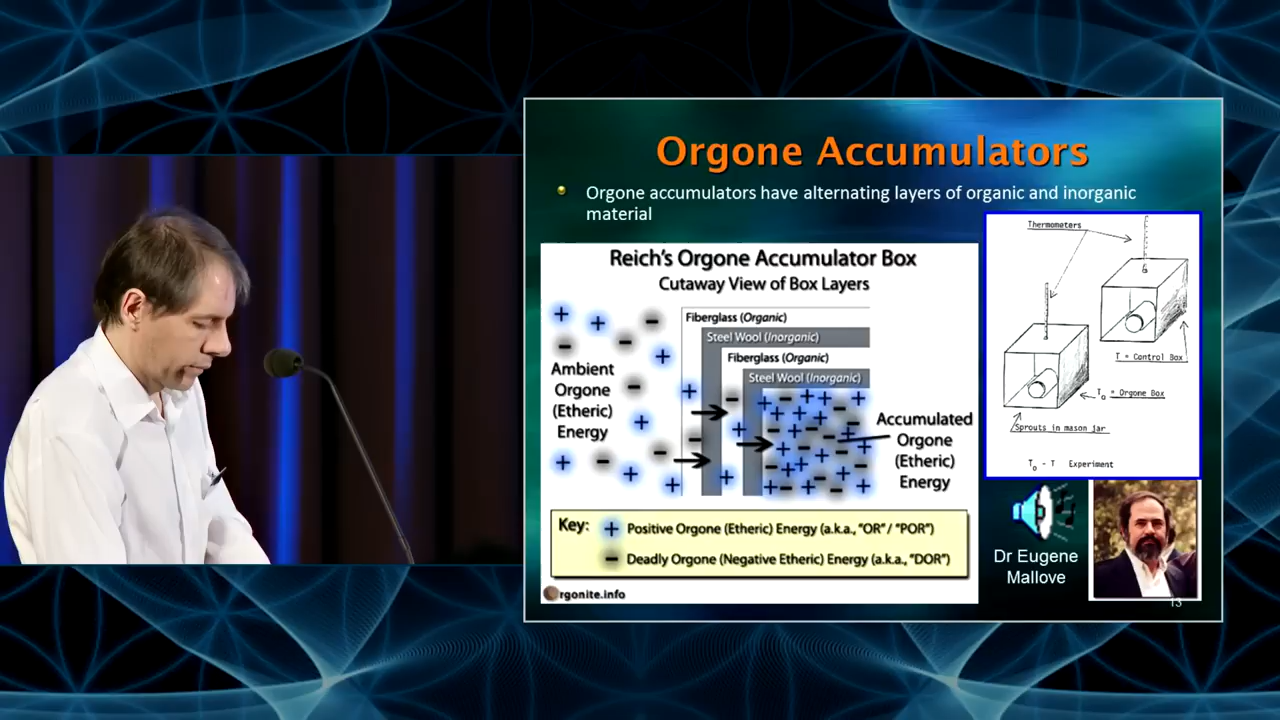 Orgone Accumulators
Orgone accumulators have alternating layers of organic and inorganic
material
Reich's Orgone Accumulator Box
Cutaway View of Box Layers
Fiberglass (Organic)
Steel Wool (Inorganic)
Fiberglass (Organic)
Steel Wool (Inorganic)
Ambient
Orgone
(Etheric)
Energy
Accumulated
Orgone
(Etheric)
Energy
Key:
+ Positive Orgone (Etheric) Energy (a.k.a., "OR" / "POR")
− Deadly Orgone (Negative Etheric) Energy (a.k.a., "DOR")
rgonite.info
Thermometers
T = Control Box
To = Orgone Box
Sprouts in mason jar
To - T Experiment
Dr Eugene
Mallove
13